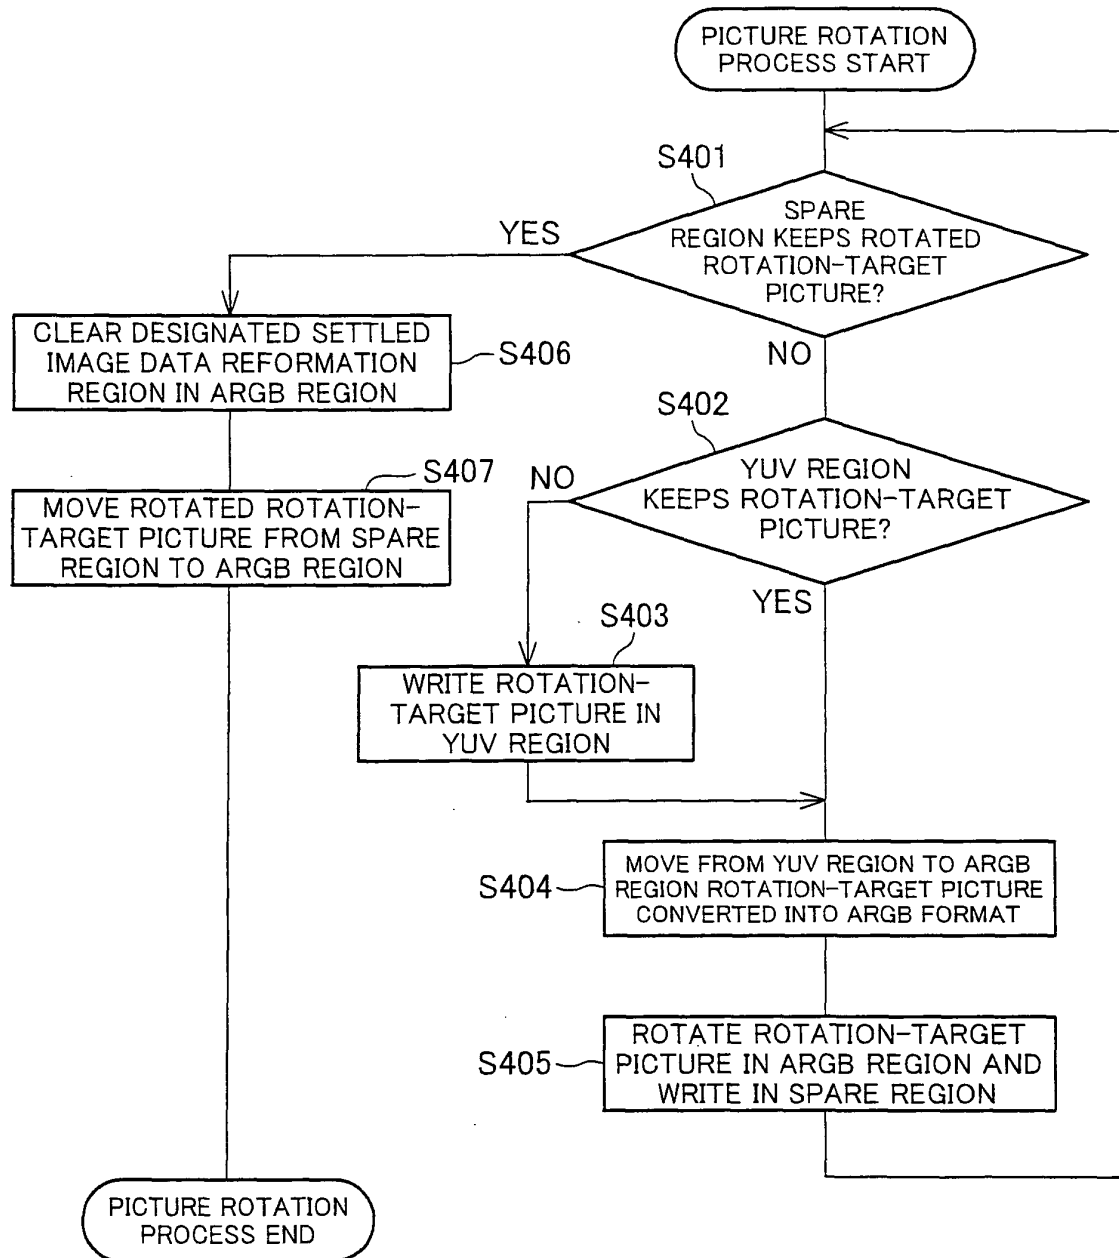 PICTURE ROTATION
PROCESS START
S401
SPARE
REGION KEEPS ROTATED
ROTATION-TARGET
PICTURE?
YES
NO
CLEAR DESIGNATED SETTLED
IMAGE DATA REFORMATION
REGION IN ARGB REGION
S406
S402
YUV REGION
KEEPS ROTATION-TARGET
PICTURE?
NO
YES
S407
MOVE ROTATED ROTATION-
TARGET PICTURE FROM SPARE
REGION TO ARGB REGION
S403
WRITE ROTATION-
TARGET PICTURE IN
YUV REGION
S404
MOVE FROM YUV REGION TO ARGB
REGION ROTATION-TARGET PICTURE
CONVERTED INTO ARGB FORMAT
S405
ROTATE ROTATION-TARGET
PICTURE IN ARGB REGION AND
WRITE IN SPARE REGION
PICTURE ROTATION
PROCESS END